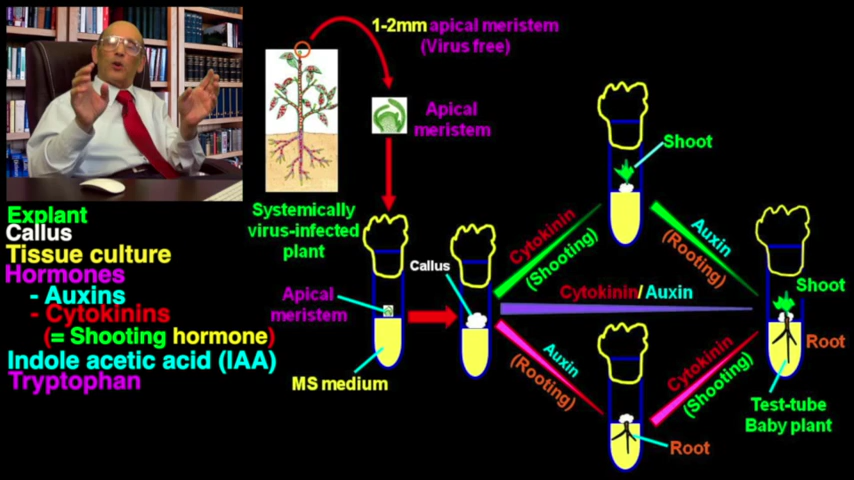 1-2mm apical meristem
(Virus free)
Apical
meristem
Shoot
Explant
Callus
Tissue culture
Hormones
- Auxins
- Cytokinins
(= Shooting hormone)
Indole acetic acid (IAA)
Tryptophan
Systemically
virus-infected
plant
Apical
meristem
MS medium
Callus
Cytokinin
(Shooting)
Auxin
(Rooting)
Cytokinin/Auxin
Auxin
(Rooting)
Cytokinin
(Shooting)
Root
Shoot
Root
Test-tube
Baby plant